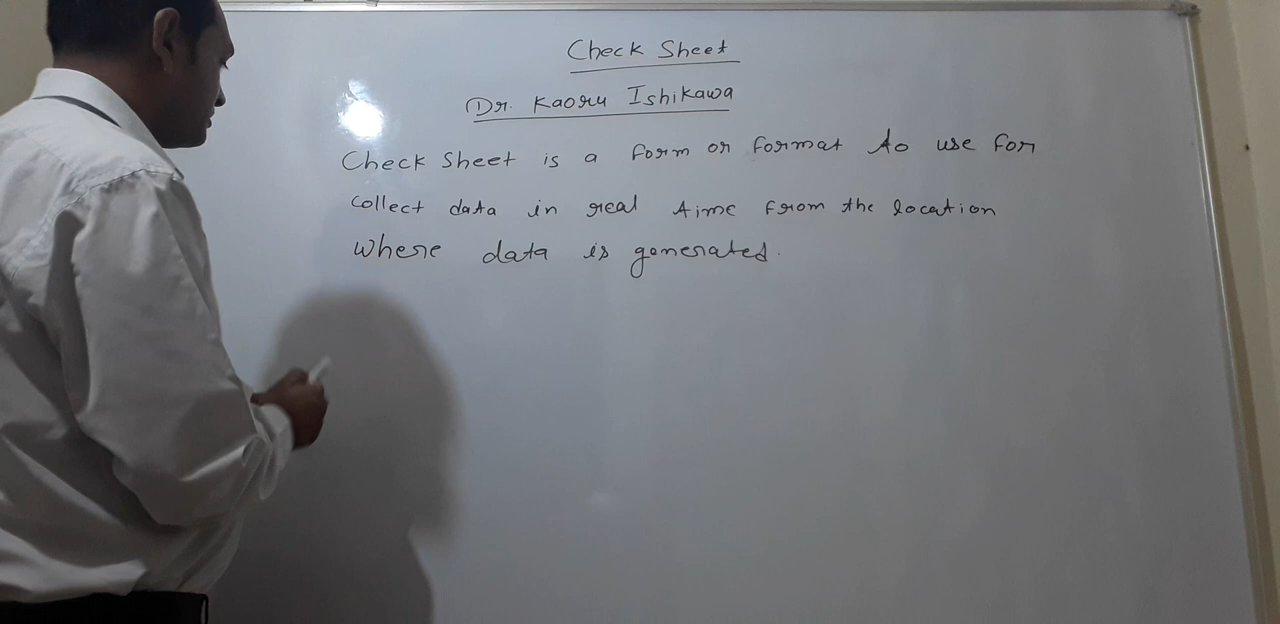 Check Sheet
Dr. Kaoru Ishikawa
Check Sheet is a form or format to use for
collect data in real time from the location
where data is generated.